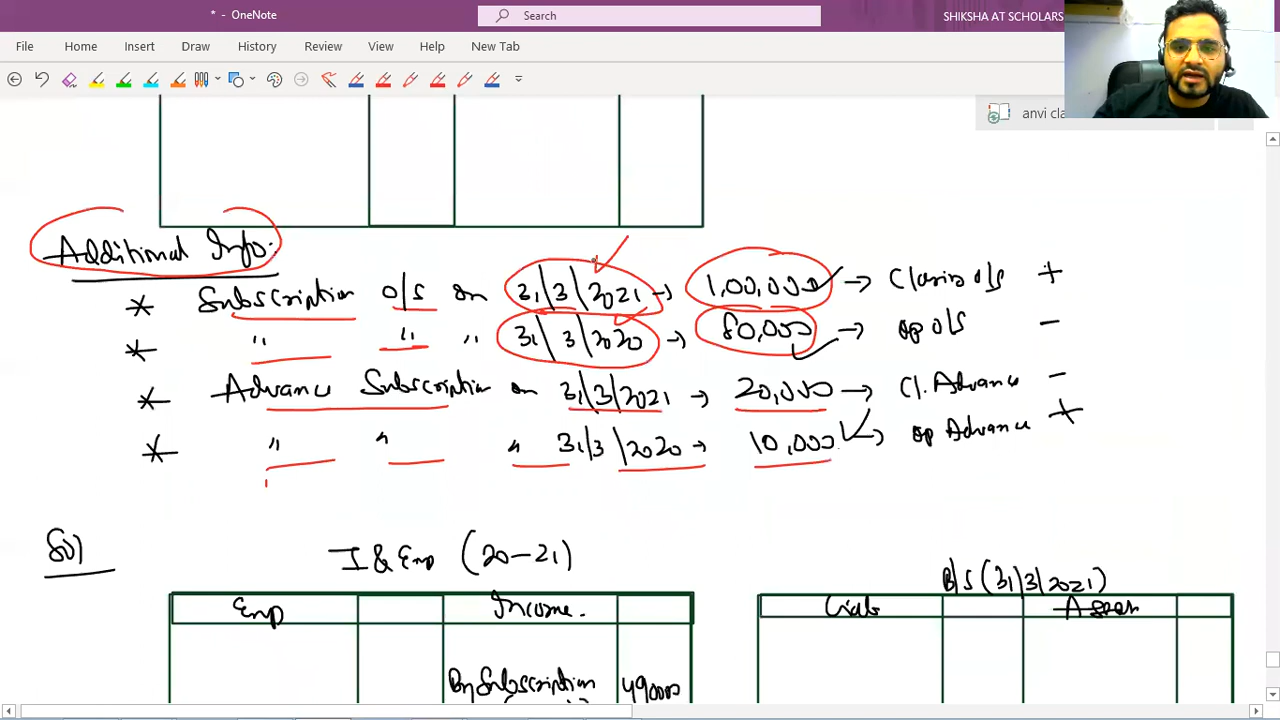 * - OneNote
Search
SHIKSHA AT SCHOLARS
File Home Insert Draw History Review View Help New Tab
anvi cla
Additional Info:
* Subscription o/s on 31/3/2021 → 1,00,000 → Closing o/s +
* " " " 31/3/2020 → 80,000 → op o/s -
* Advance Subscription on 31/3/2021 → 20,000 → Cl. Advance -
* " " " 31/3/2020 → 10,000 → op Advance +
Sol
I & Exp (20-21)
B/S (31/3/2021)
Exp Income.
Liab Assets
By Subscription 490000